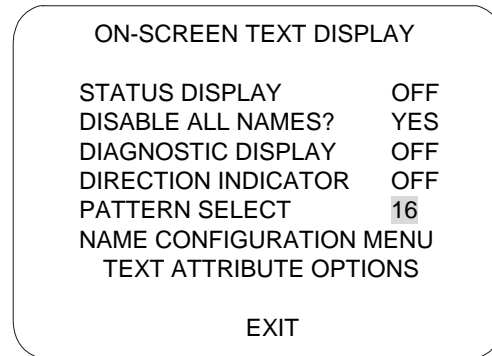 ON-SCREEN TEXT DISPLAY
STATUS DISPLAY OFF
DISABLE ALL NAMES? YES
DIAGNOSTIC DISPLAY OFF
DIRECTION INDICATOR OFF
PATTERN SELECT 16
NAME CONFIGURATION MENU
TEXT ATTRIBUTE OPTIONS
EXIT